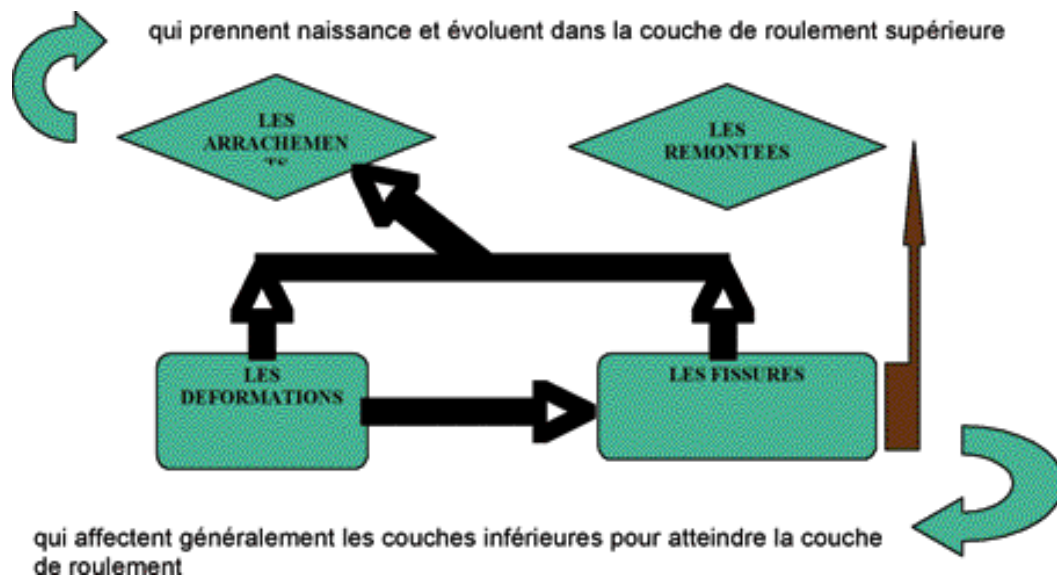 qui prennent naissance et évoluent dans la couche de roulement supérieure
LES
ARRACHEMEN
LES
REMONTEES
LES
DEFORMATIONS
LES FISSURES
qui affectent généralement les couches inférieures pour atteindre la couche
de roulement